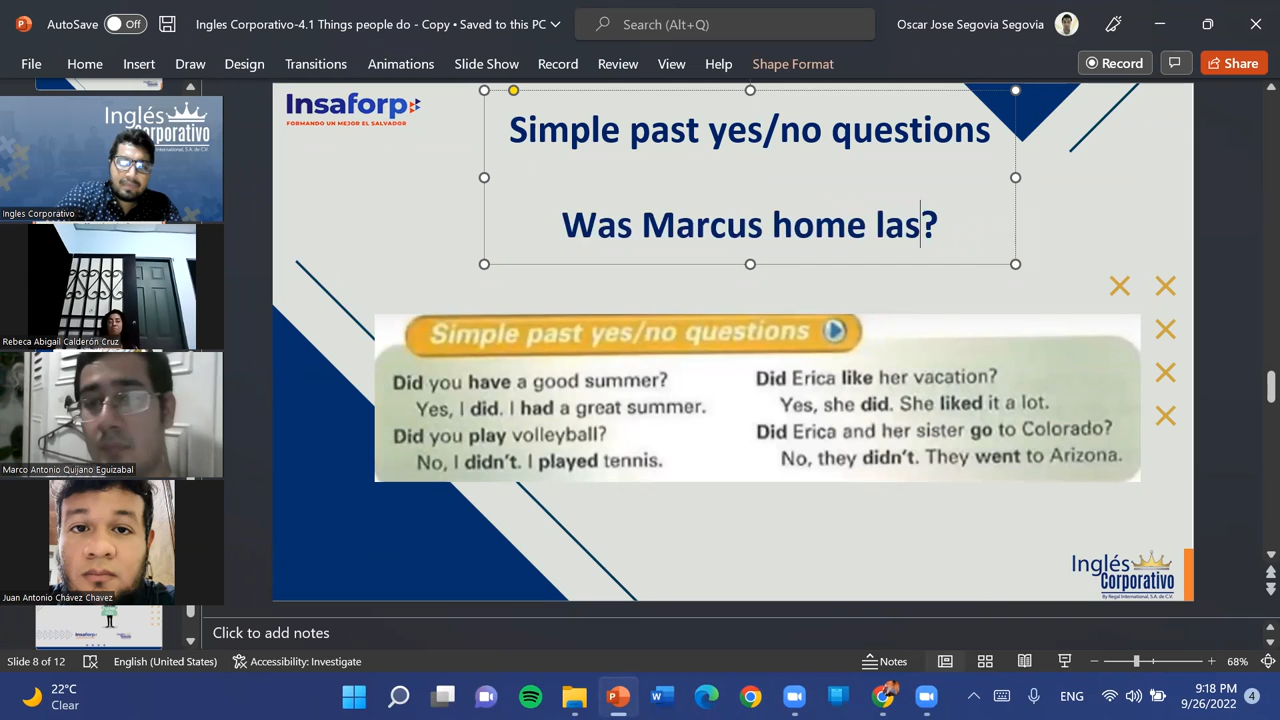 AutoSave Off Ingles Corporativo-4.1 Things people do - Copy • Saved to this PC Search (Alt+Q) Oscar Jose Segovia Segovia
File Home Insert Draw Design Transitions Animations Slide Show Record Review View Help Shape Format Record Share
Inglés
Corporativo
Ingles Corporativo
Rebeca Abigail Calderón Cruz
Marco Antonio Quijano Eguizabal
Juan Antonio Chávez Chavez
Insaforp
FORMANDO UN MEJOR EL SALVADOR
Simple past yes/no questions
Was Marcus home las?
Simple past yes/no questions
Did you have a good summer?
Yes, I did. I had a great summer.
Did you play volleyball?
No, I didn't. I played tennis.
Did Erica like her vacation?
Yes, she did. She liked it a lot.
Did Erica and her sister go to Colorado?
No, they didn't. They went to Arizona.
Inglés
Corporativo
By Regal International, S.A. de C.V.
Click to add notes
Slide 8 of 12 English (United States) Accessibility: Investigate Notes 68%
22°C
Clear
ENG
9:18 PM
9/26/2022
4